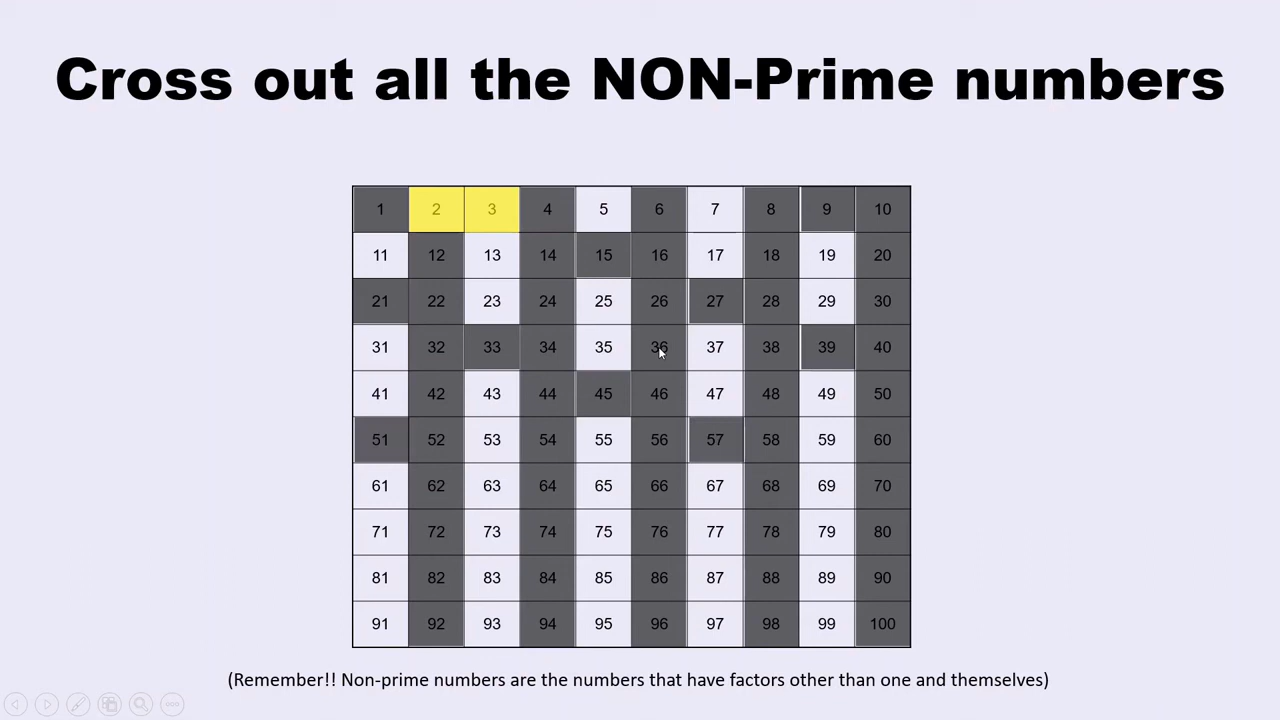 Cross out all the NON-Prime numbers
1 2 3 4 5 6 7 8 9 10
11 12 13 14 15 16 17 18 19 20
21 22 23 24 25 26 27 28 29 30
31 32 33 34 35 36 37 38 39 40
41 42 43 44 45 46 47 48 49 50
51 52 53 54 55 56 57 58 59 60
61 62 63 64 65 66 67 68 69 70
71 72 73 74 75 76 77 78 79 80
81 82 83 84 85 86 87 88 89 90
91 92 93 94 95 96 97 98 99 100
(Remember!! Non-prime numbers are the numbers that have factors other than one and themselves)